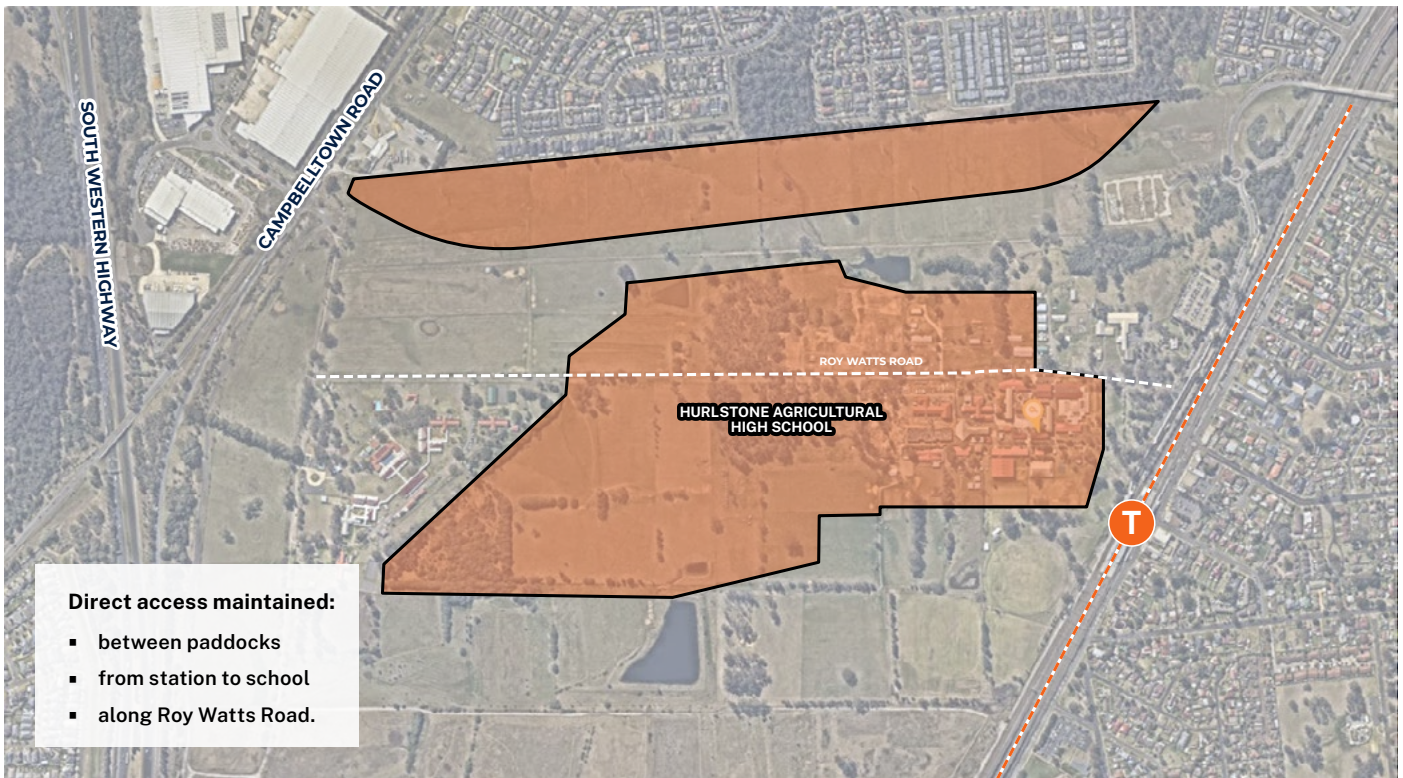 SOUTH WESTERN HIGHWAY
CAMPBELLTOWN ROAD
ROY WATTS ROAD
HURLSTONE AGRICULTURAL
HIGH SCHOOL
T
Direct access maintained:
▪ between paddocks
▪ from station to school
▪ along Roy Watts Road.